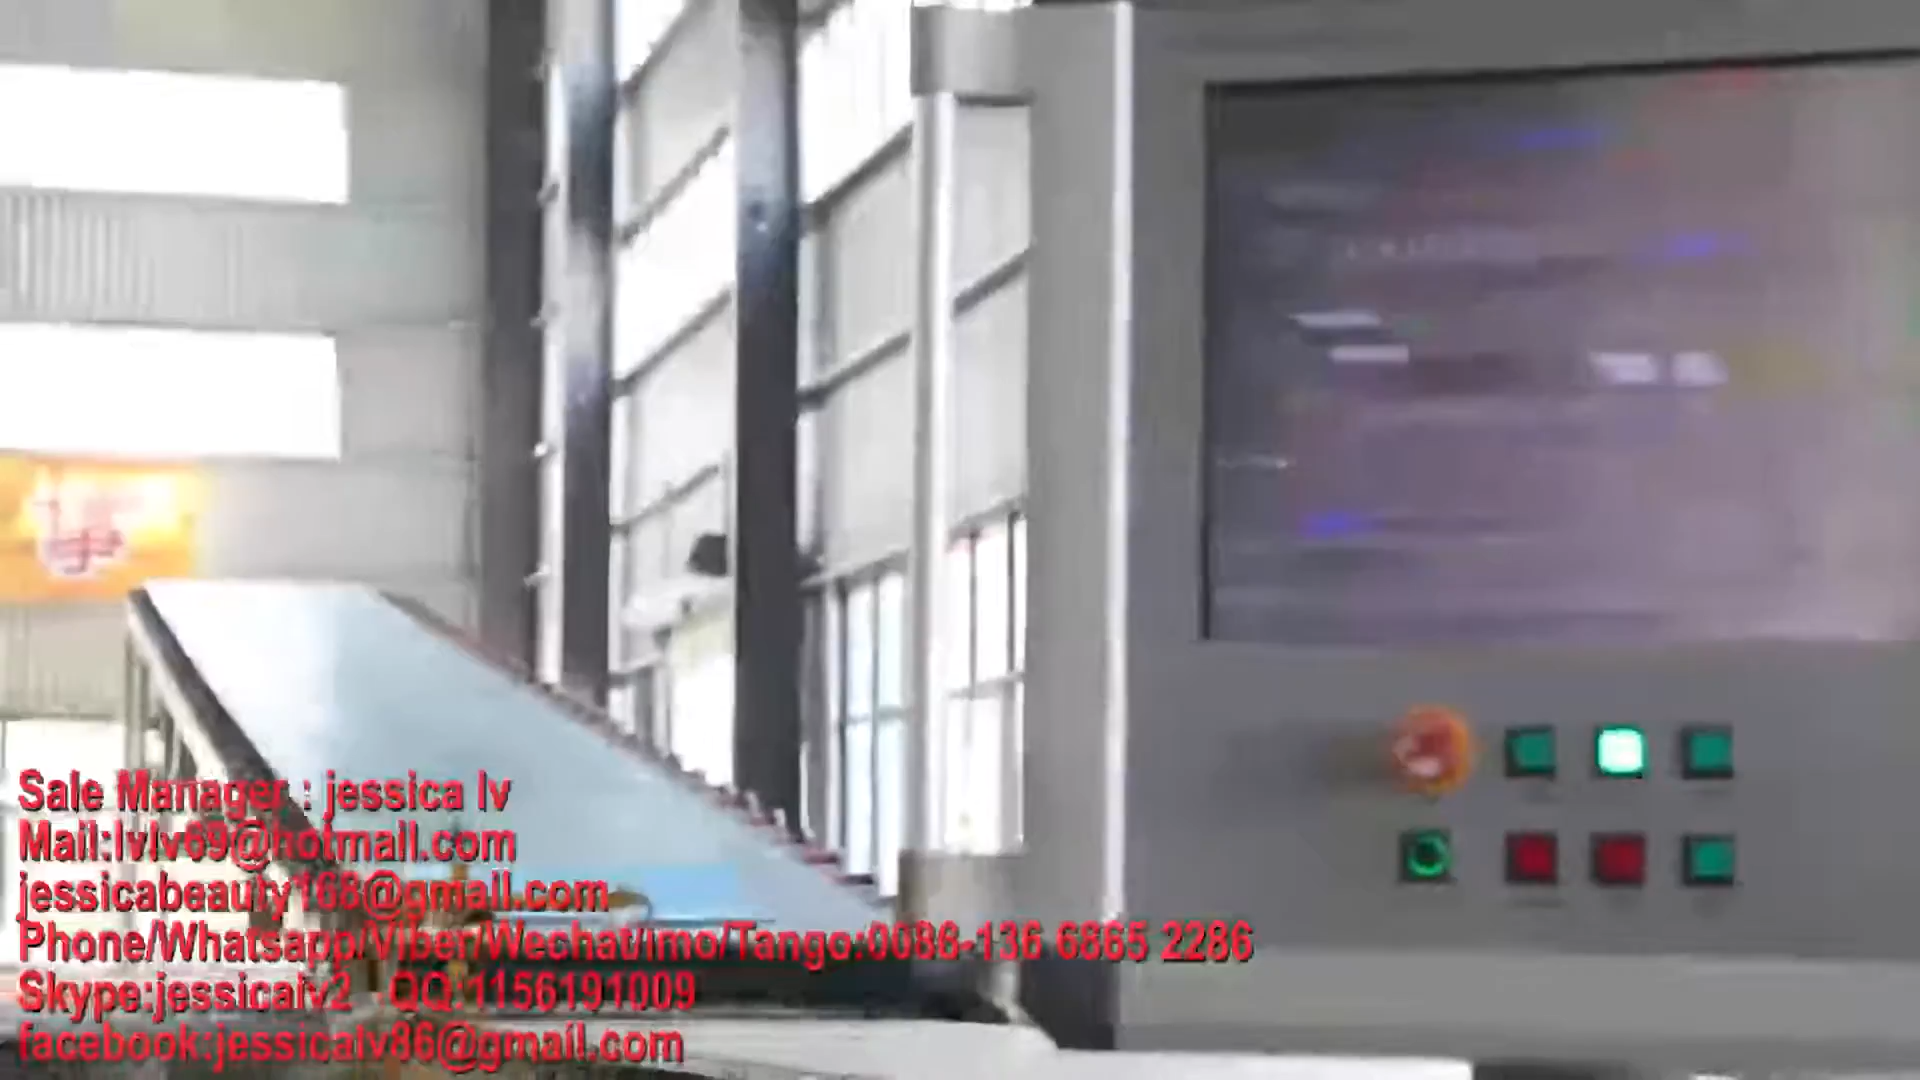 Sale Manager : jessica lv
Mail:lvlv69@hotmail.com
jessicabeauty168@gmail.com
Phone/Whatsapp/Viber/Wechat/imo/Tango:0086-136 6865 2286
Skype:jessicalv2 QQ:1156191009
facebook:jessicalv86@gmail.com